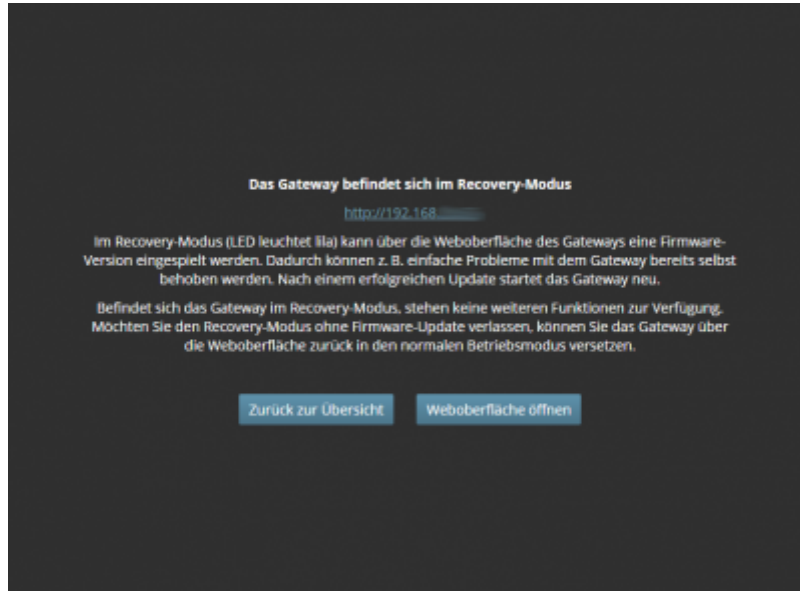 Das Gateway befindet sich im Recovery-Modus
http://192.168.
Im Recovery-Modus (LED leuchtet lila) kann über die Weboberfläche des Gateways eine Firmware-
Version eingespielt werden. Dadurch können z. B. einfache Probleme mit dem Gateway bereits selbst
behoben werden. Nach einem erfolgreichen Update startet das Gateway neu.
Befindet sich das Gateway im Recovery-Modus, stehen keine weiteren Funktionen zur Verfügung.
Möchten Sie den Recovery-Modus ohne Firmware-Update verlassen, können Sie das Gateway über
die Weboberfläche zurück in den normalen Betriebsmodus versetzen.
Zurück zur Übersicht
Weboberfläche öffnen